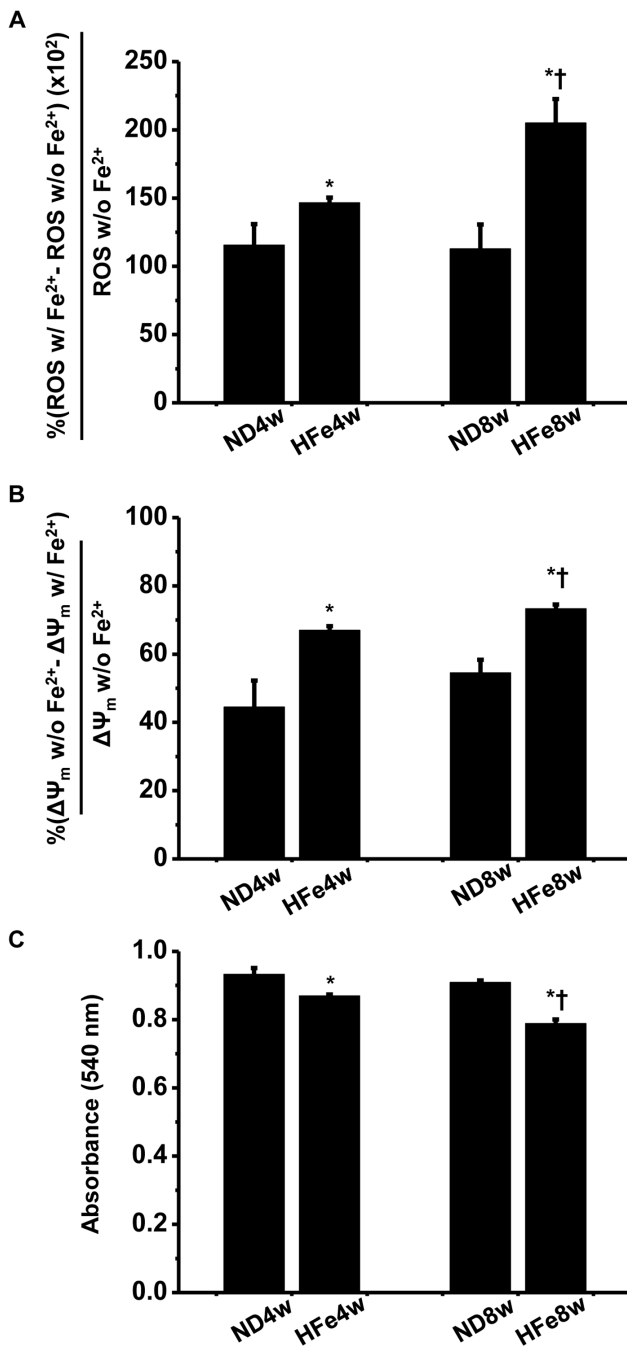 A
%(ROS w/ Fe²⁺- ROS w/o Fe²⁺) (x10²)
ROS w/o Fe²⁺
250
200
150
100
50
0
*
*†
ND4w
HFe4w
ND8w
HFe8w
B
%(ΔΨₘ w/o Fe²⁺- ΔΨₘ w/ Fe²⁺)
ΔΨₘ w/o Fe²⁺
100
80
60
40
20
0
*
*†
ND4w
HFe4w
ND8w
HFe8w
C
Absorbance (540 nm)
1.0
0.8
0.6
0.4
0.2
0.0
*
*†
ND4w
HFe4w
ND8w
HFe8w